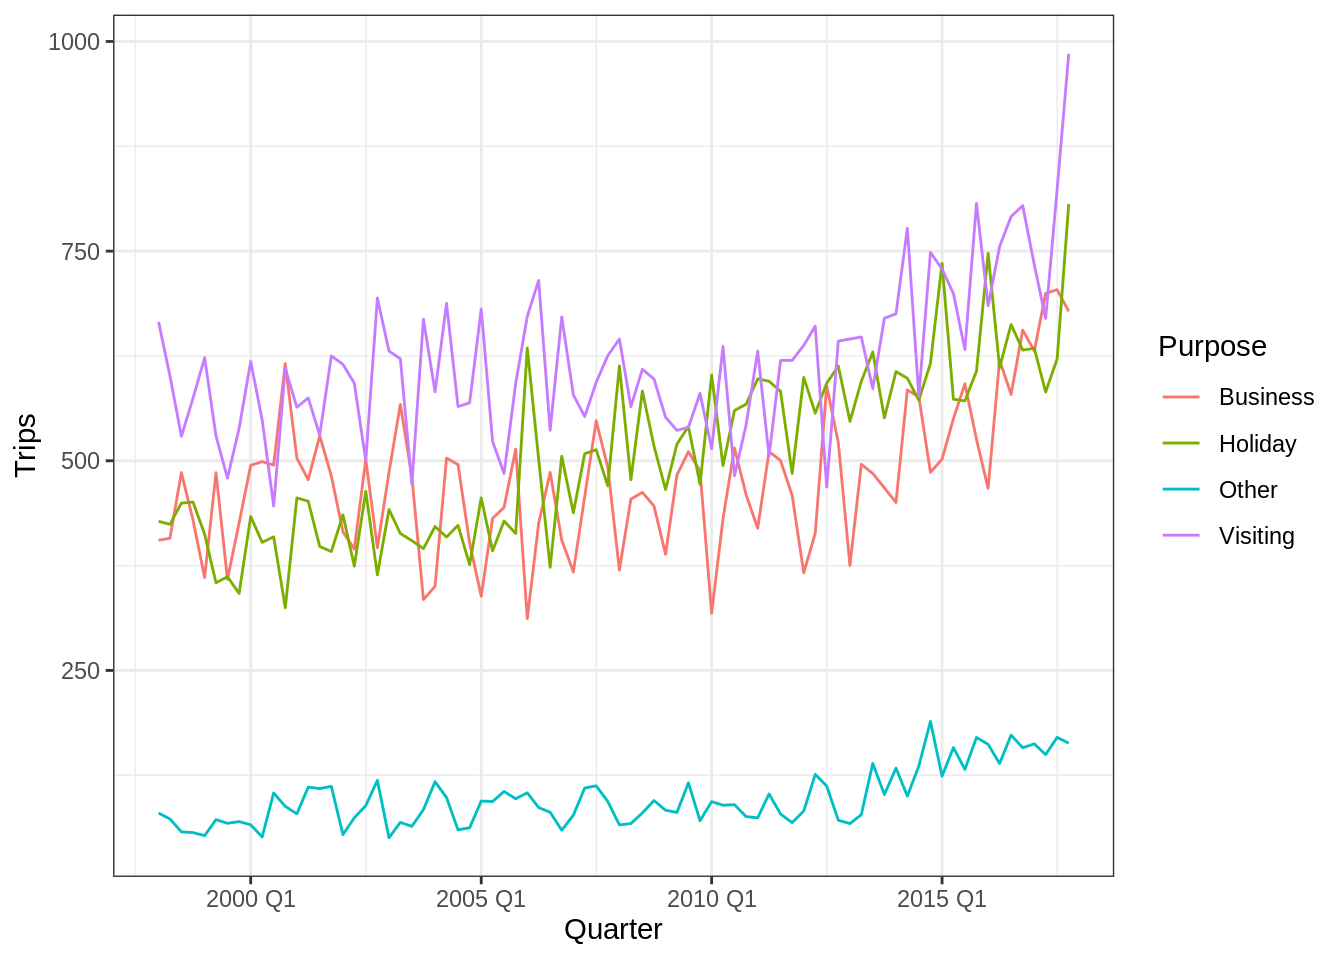 1000
750
500
250
Trips
2000 Q1
2005 Q1
2010 Q1
2015 Q1
Quarter
Purpose
Business
Holiday
Other
Visiting